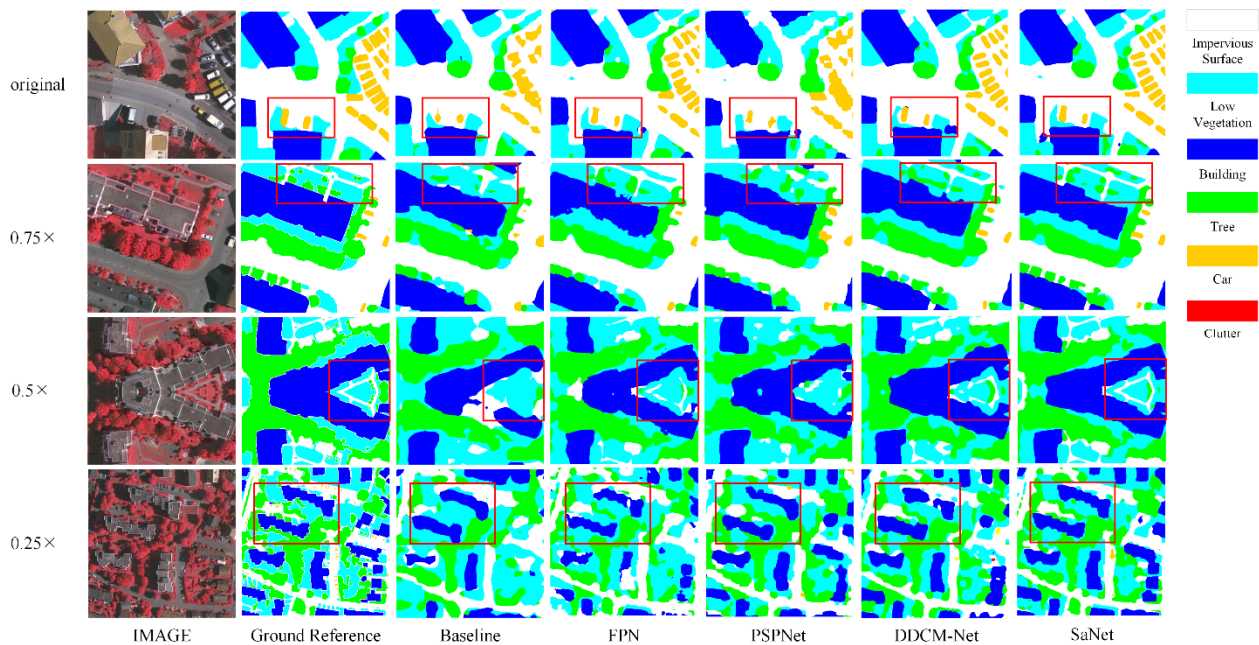 original
0.75×
0.5×
0.25×
IMAGE
Ground Reference
Baseline
FPN
PSPNet
DDCM-Net
SaNet
Impervious
Surface
Low
Vegetation
Building
Tree
Car
Clutter